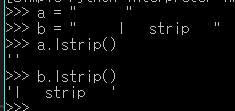 >>> a = "        "
>>> b = "     |   strip   "
>>> a.lstrip()
''
>>> b.lstrip()
'|   strip   '
>>>